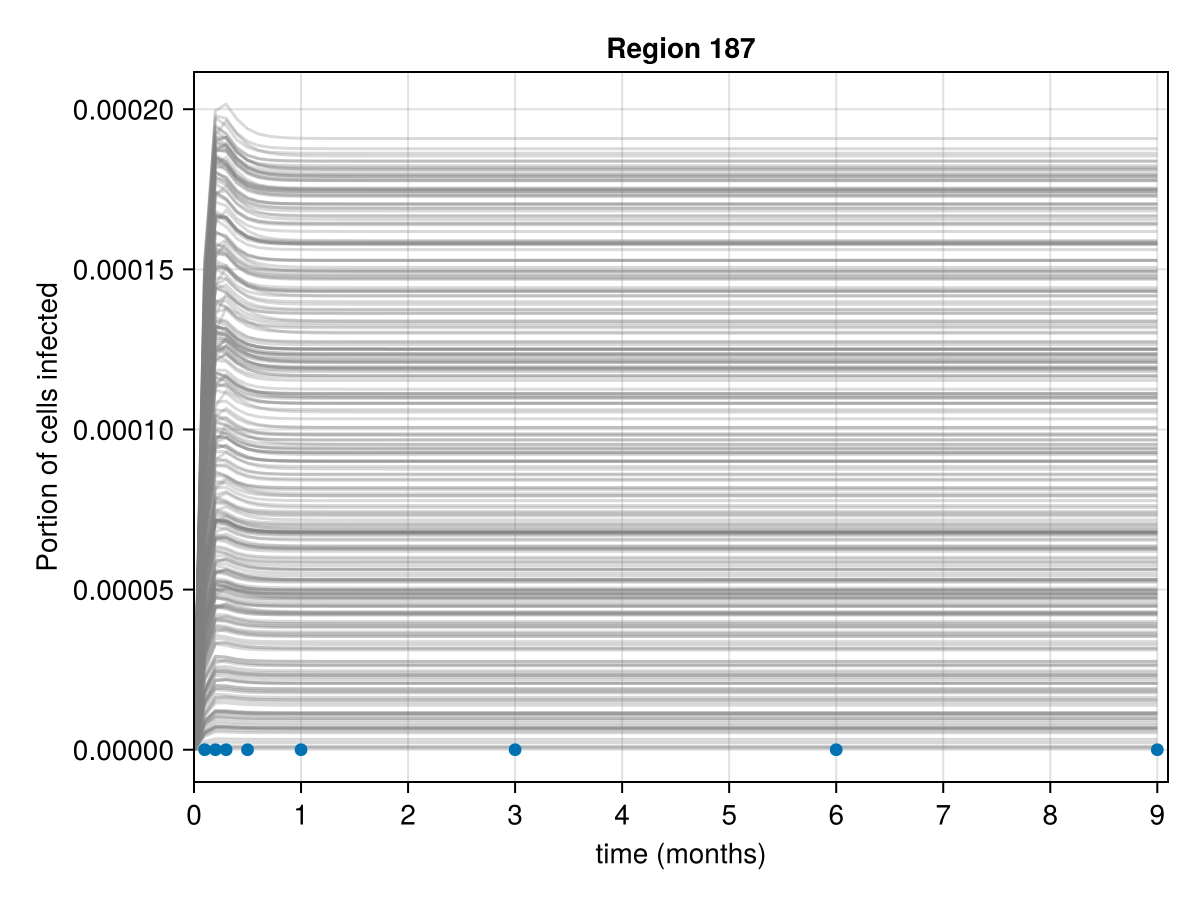 Region 187
0.00020
0.00015
0.00010
0.00005
0.00000
Portion of cells infected
0 1 2 3 4 5 6 7 8 9
time (months)